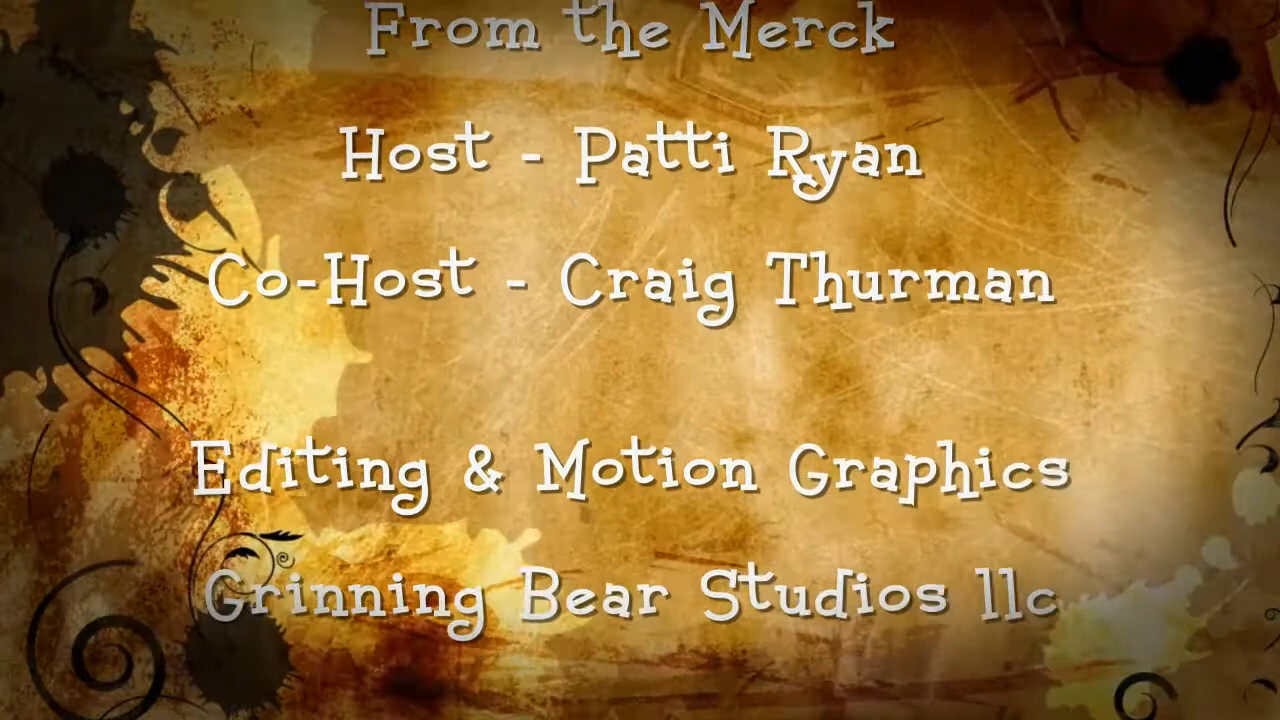 From the Merck
Host - Patti Ryan
Co-Host - Craig Thurman
Editing & Motion Graphics
Grinning Bear Studios llc